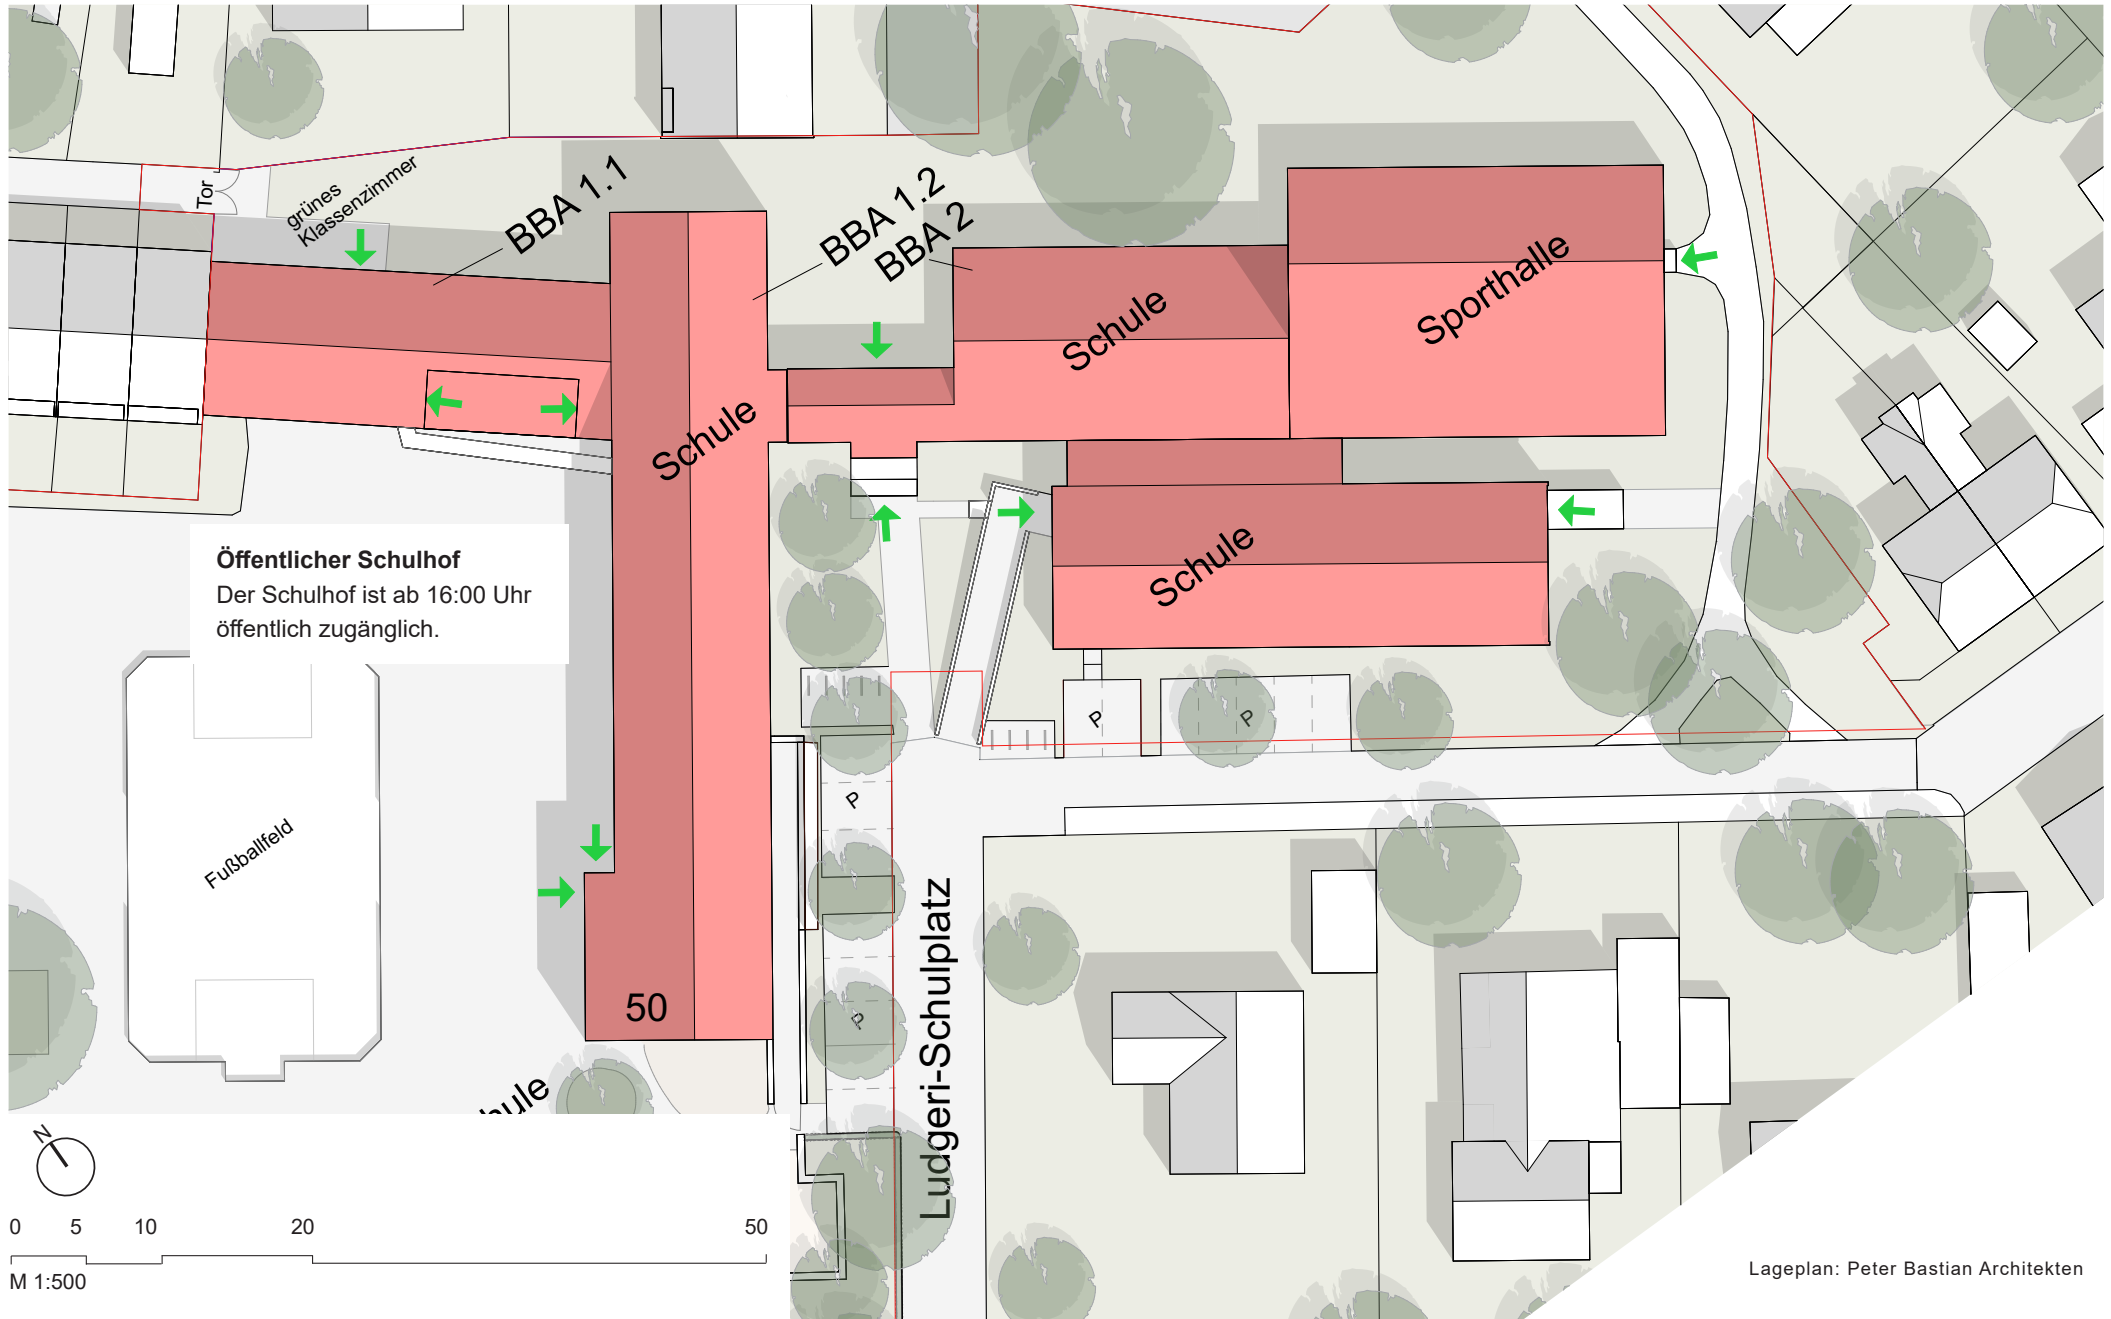 Tor
grünes
Klassenzimmer
BBA 1.1
BBA 1.2
BBA 2
Schule
Sporthalle
Schule
Schule
Öffentlicher Schulhof
Der Schulhof ist ab 16:00 Uhr
öffentlich zugänglich.
P
P
P
Fußballfeld
50
P
Ludgeri-Schulplatz
hule
N
0 5 10 20 50
M 1:500
Lageplan: Peter Bastian Architekten